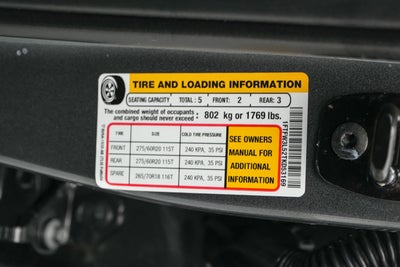 TIRE AND LOADING INFORMATION
SEATING CAPACITY TOTAL: 5 FRONT: 2 REAR: 3
The combined weight of occupants and cargo should never exceed: 802 kg or 1769 lbs.
TIRE SIZE COLD TIRE PRESSURE
FRONT 275/60R20 115T 240 KPA, 35 PSI
REAR 275/60R20 115T 240 KPA, 35 PSI
SPARE 265/70R18 116T 240 KPA, 35 PSI
SEE OWNERS
MANUAL FOR
ADDITIONAL
INFORMATION